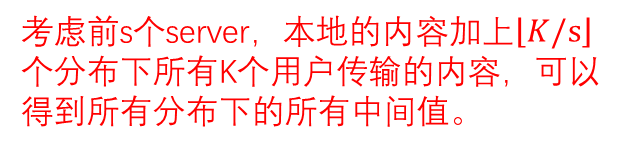 考虑前s个server，本地的内容加上⌊K/s⌋
个分布下所有K个用户传输的内容，可以
得到所有分布下的所有中间值。